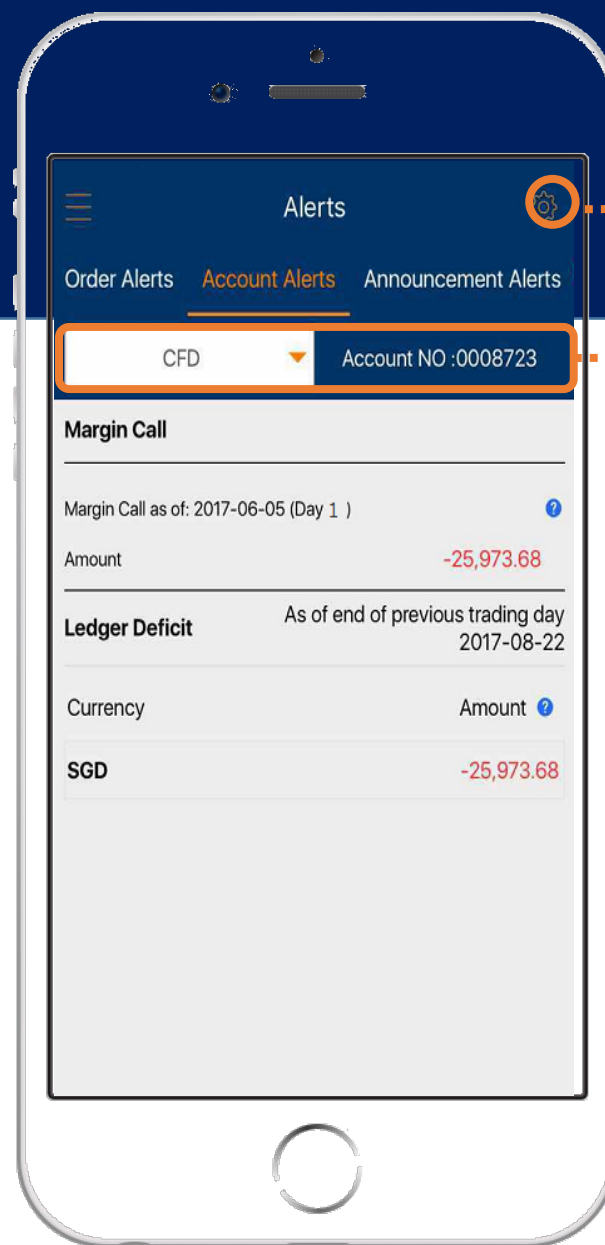 Alerts
Order Alerts Account Alerts Announcement Alerts
CFD Account NO :0008723
Margin Call
Margin Call as of: 2017-06-05 (Day 1 ) ?
Amount -25,973.68
Ledger Deficit As of end of previous trading day
2017-08-22
Currency Amount ?
SGD -25,973.68